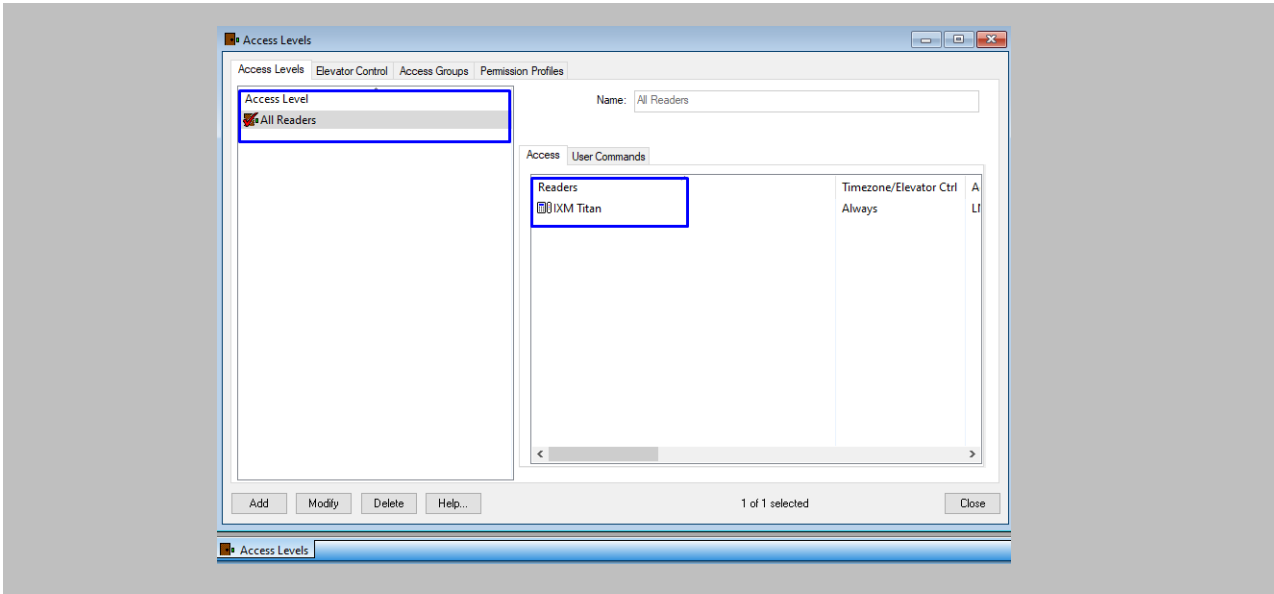 Access Levels
Access Levels Elevator Control Access Groups Permission Profiles
Access Level
All Readers
Name: All Readers
Access User Commands
Readers Timezone/Elevator Ctrl A
IXM Titan Always
Add Modify Delete Help... 1 of 1 selected Close
Access Levels